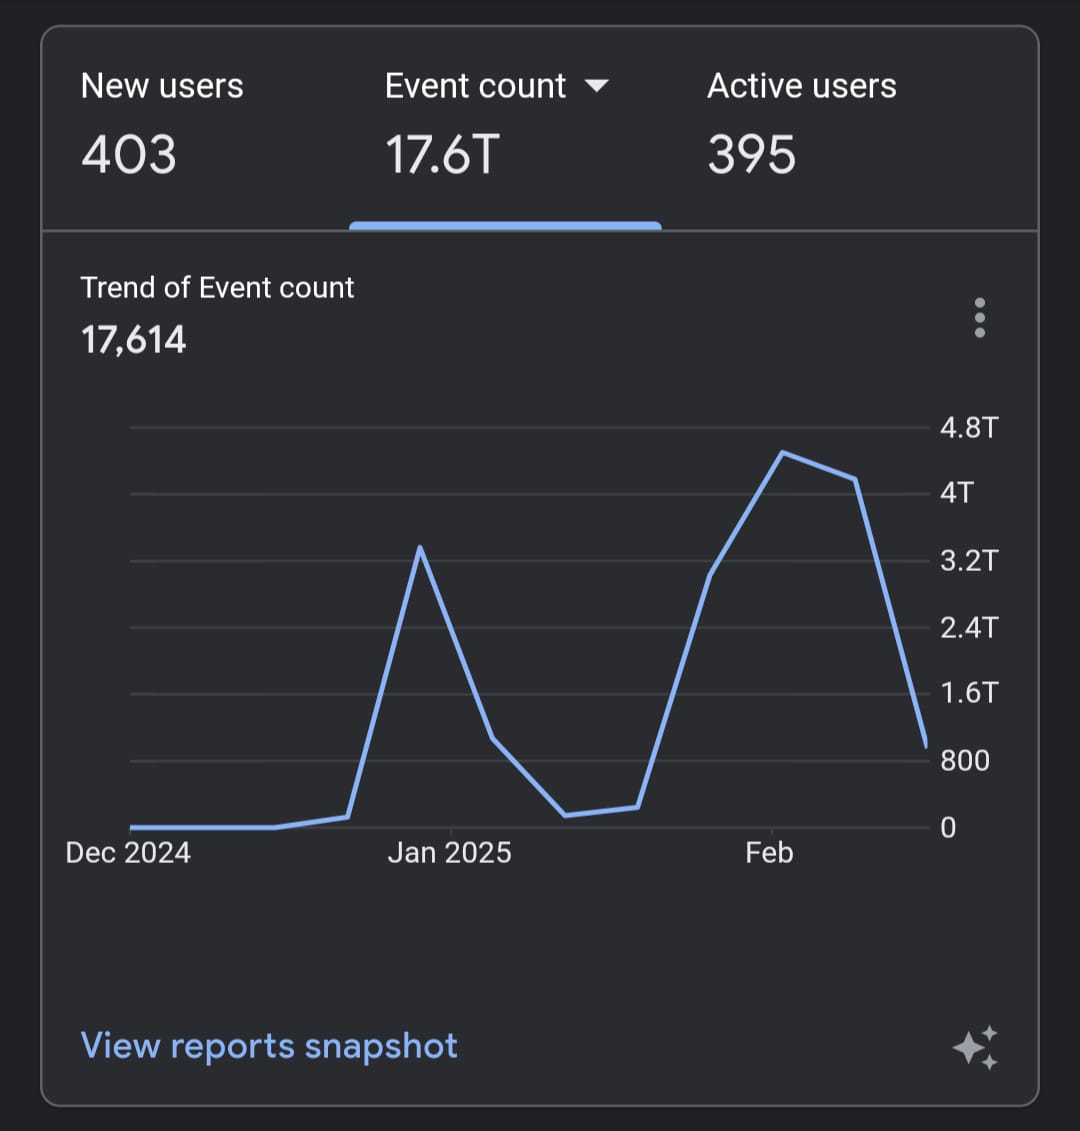 New users
Event count
Active users
403
17.6T
395
Trend of Event count
17,614
4.8T
4T
3.2T
2.4T
1.6T
800
0
Dec 2024
Jan 2025
Feb
View reports snapshot